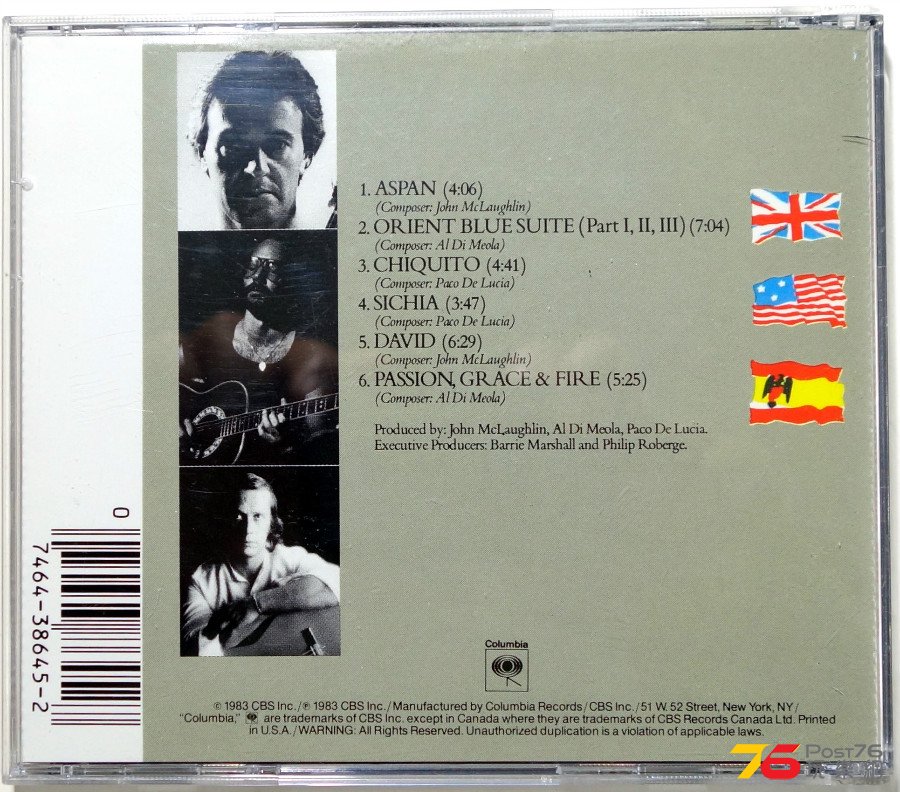 1. ASPAN (4:06)
(Composer: John McLaughlin)
2. ORIENT BLUE SUITE (Part I, II, III) (7:04)
(Composer: Al Di Meola)
3. CHIQUITO (4:41)
(Composer: Paco De Lucia)
4. SICHIA (3:47)
(Composer: Paco De Lucia)
5. DAVID (6:29)
(Composer: John McLaughlin)
6. PASSION, GRACE & FIRE (5:25)
(Composer: Al Di Meola)
Produced by: John McLaughlin, Al Di Meola, Paco De Lucia.
Executive Producers: Barrie Marshall and Philip Roberge.
0
7464-38645-2
Columbia
© 1983 CBS Inc./℗ 1983 CBS Inc./Manufactured by Columbia Records/CBS Inc./51 W. 52 Street, New York, NY/
"Columbia," are trademarks of CBS Inc. except in Canada where they are trademarks of CBS Records Canada Ltd. Printed
in U.S.A./WARNING: All Rights Reserved. Unauthorized duplication is a violation of applicable laws.
76 Post76